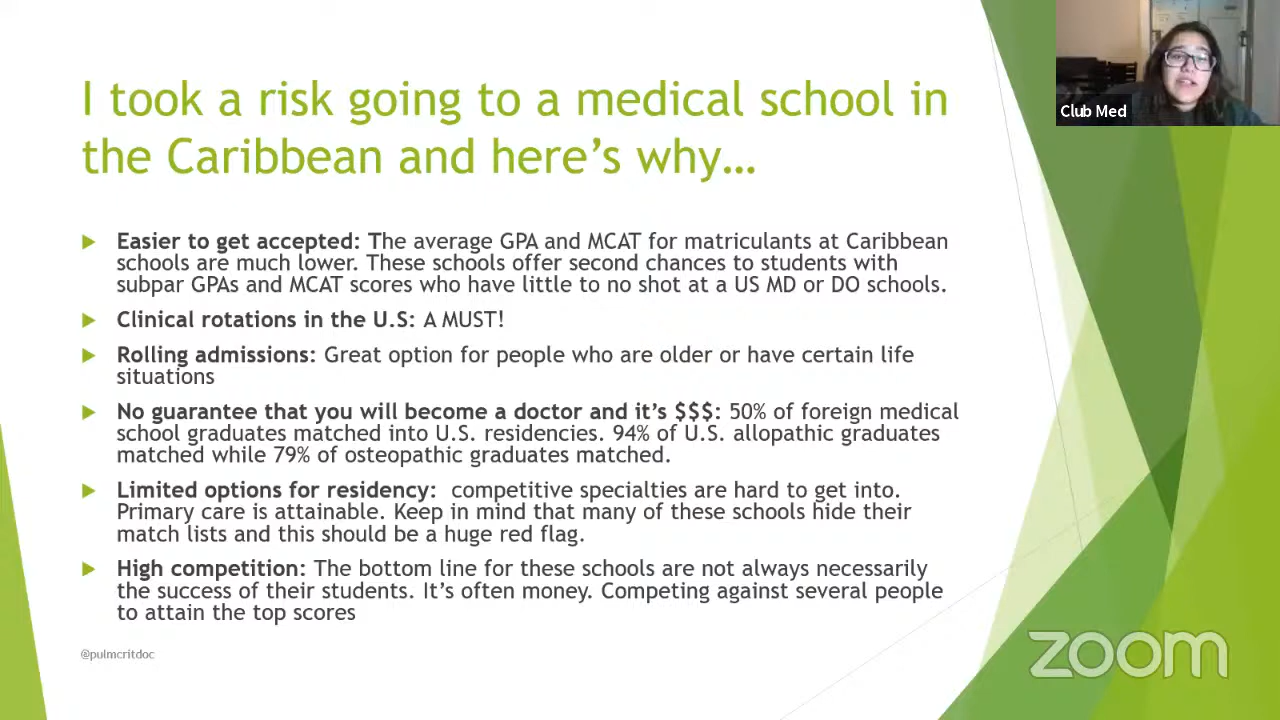 I took a risk going to a medical school in
the Caribbean and here's why…
Club Med
Easier to get accepted: The average GPA and MCAT for matriculants at Caribbean
schools are much lower. These schools offer second chances to students with
subpar GPAs and MCAT scores who have little to no shot at a US MD or DO schools.
Clinical rotations in the U.S: A MUST!
Rolling admissions: Great option for people who are older or have certain life
situations
No guarantee that you will become a doctor and it's $$$: 50% of foreign medical
school graduates matched into U.S. residencies. 94% of U.S. allopathic graduates
matched while 79% of osteopathic graduates matched.
Limited options for residency: competitive specialties are hard to get into.
Primary care is attainable. Keep in mind that many of these schools hide their
match lists and this should be a huge red flag.
High competition: The bottom line for these schools are not always necessarily
the success of their students. It's often money. Competing against several people
to attain the top scores
@pulmcritdoc
zoom